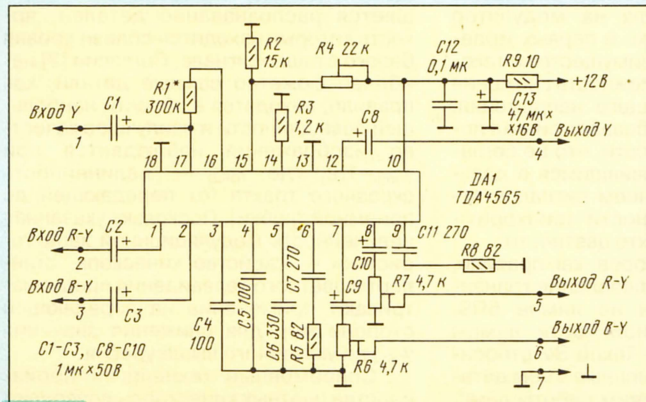 R2
15к
R4 22к
C12
0,1 мк
R9 10
+12В
R1*
300к
R3
1,2к
C8
C13
47 мк×
×16В
ВХОД Y
C1
1
ВЫХОД Y
4
18 17 16 15 14 13 12 10
DA1
TDA4565
1 2 3 4 5 6 7 8 9
ВХОД R-Y
C2
2
ВХОД B-Y
3
C3
C4
100
C5 100
C6 330
C7 270
R5 82
C9
C10
C11 270
R8 82
R7 4,7 к
ВЫХОД R-Y
5
ВЫХОД B-Y
6
R6 4,7 к
7
C1-C3, C8-C10
1 мк×50В